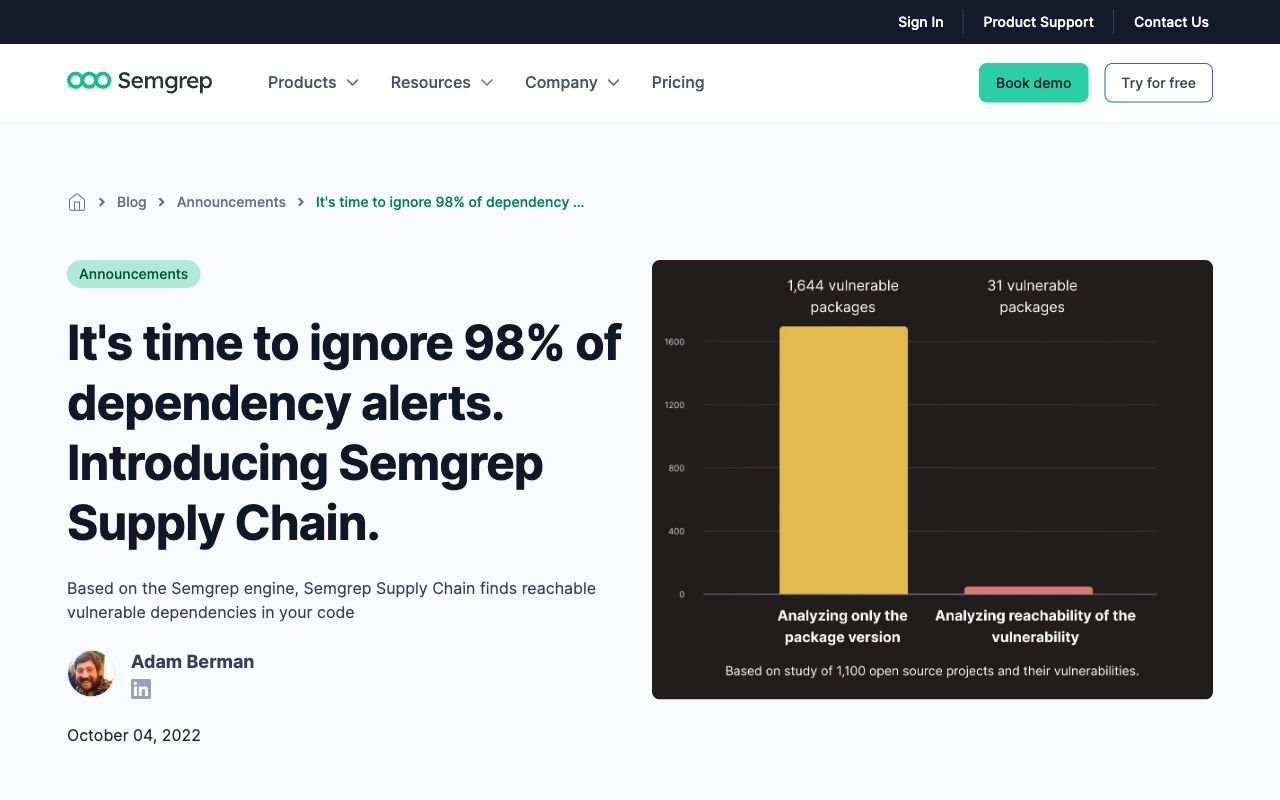 Sign In
Product Support
Contact Us
Semgrep
Products
Resources
Company
Pricing
Book demo
Try for free
Blog
Announcements
It's time to ignore 98% of dependency ...
Announcements
It's time to ignore 98% of
dependency alerts.
Introducing Semgrep
Supply Chain.
Based on the Semgrep engine, Semgrep Supply Chain finds reachable
vulnerable dependencies in your code
Adam Berman
in
October 04, 2022
1,644 vulnerable
packages
31 vulnerable
packages
1600
1200
800
400
0
Analyzing only the
package version
Analyzing reachability of the
vulnerability
Based on study of 1,100 open source projects and their vulnerabilities.